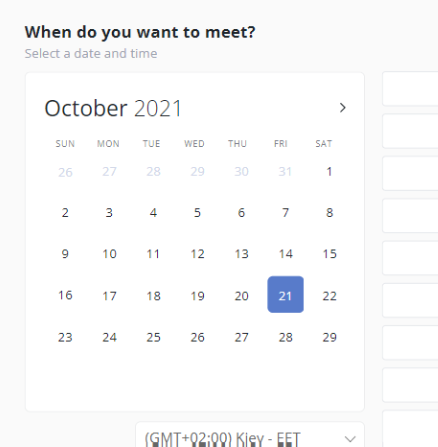 When do you want to meet?
Select a date and time
October 2021
SUN MON TUE WED THU FRI SAT
26 27 28 29 30 31 1
2 3 4 5 6 7 8
9 10 11 12 13 14 15
16 17 18 19 20 21 22
23 24 25 26 27 28 29
(GMT+02:00) Kiev - EET